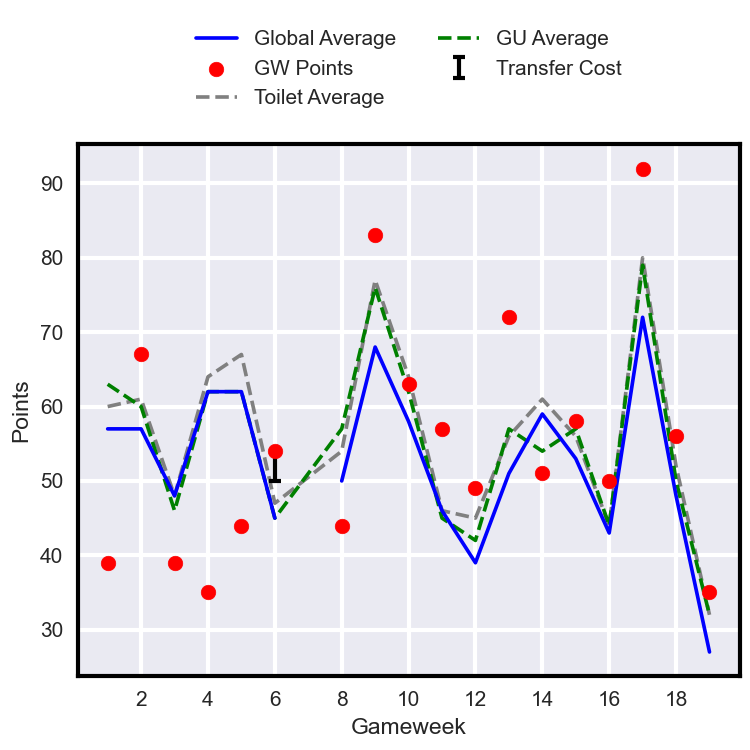 Global Average
GW Points
Toilet Average
GU Average
Transfer Cost
Points
90
80
70
60
50
40
30
2 4 6 8 10 12 14 16 18
Gameweek